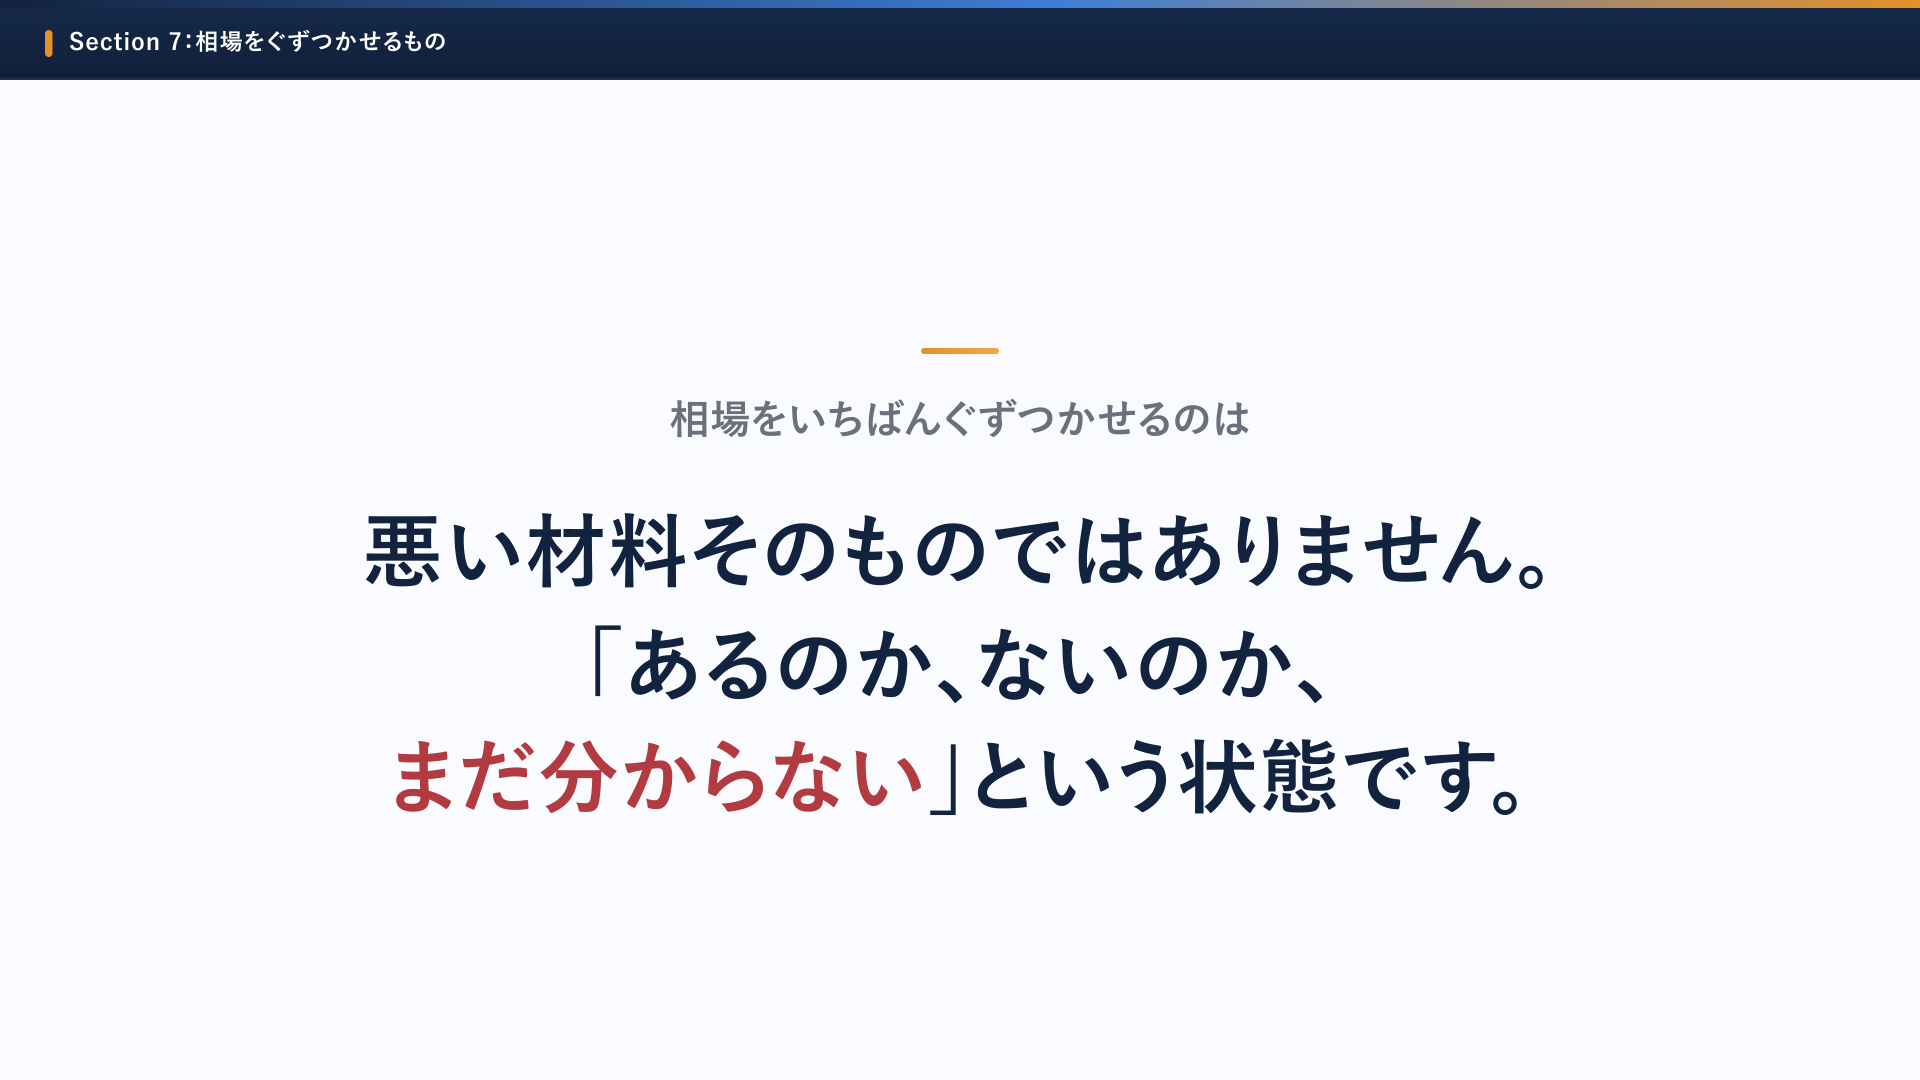 Section 7：相場をぐずつかせるもの
相場をいちばんぐずつかせるのは
悪い材料そのものではありません。
「あるのか、ないのか、
まだ分からない」という状態です。